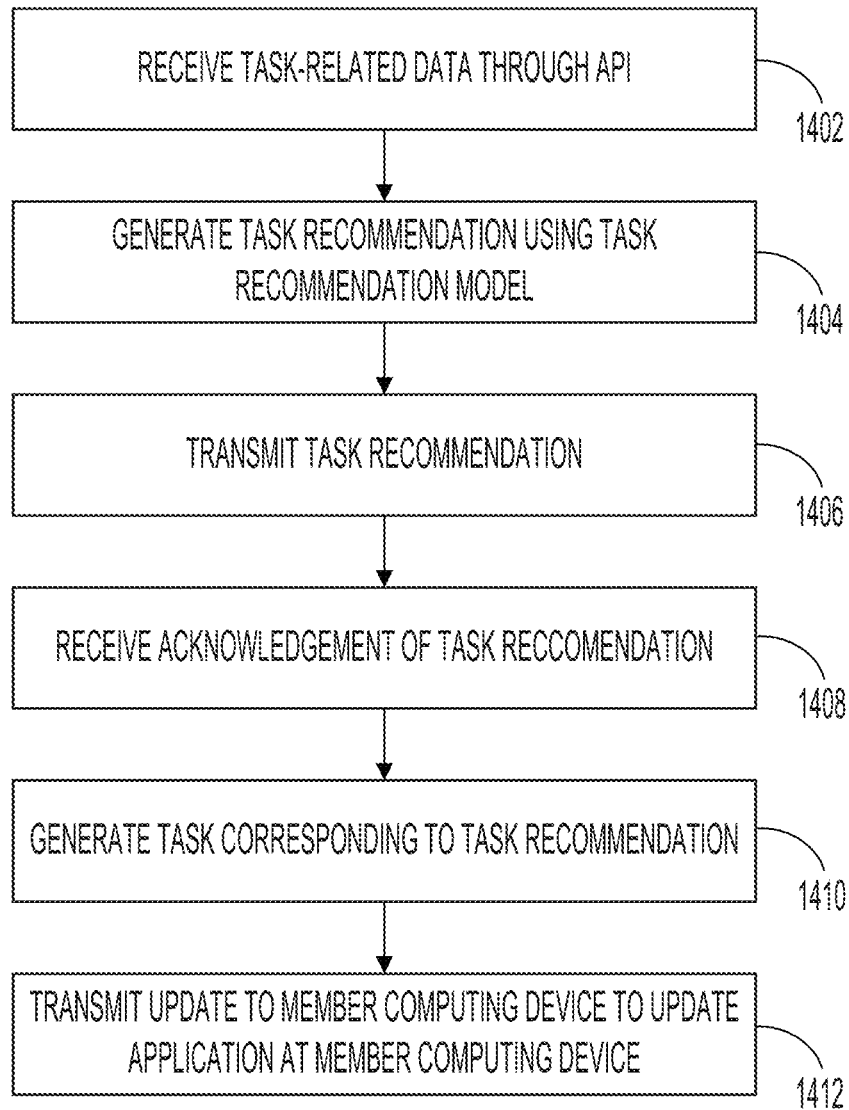 RECEIVE TASK-RELATED DATA THROUGH API
1402
GENERATE TASK RECOMMENDATION USING TASK
RECOMMENDATION MODEL
1404
TRANSMIT TASK RECOMMENDATION
1406
RECEIVE ACKNOWLEDGEMENT OF TASK RECCOMENDATION
1408
GENERATE TASK CORRESPONDING TO TASK RECOMMENDATION
1410
TRANSMIT UPDATE TO MEMBER COMPUTING DEVICE TO UPDATE
APPLICATION AT MEMBER COMPUTING DEVICE
1412